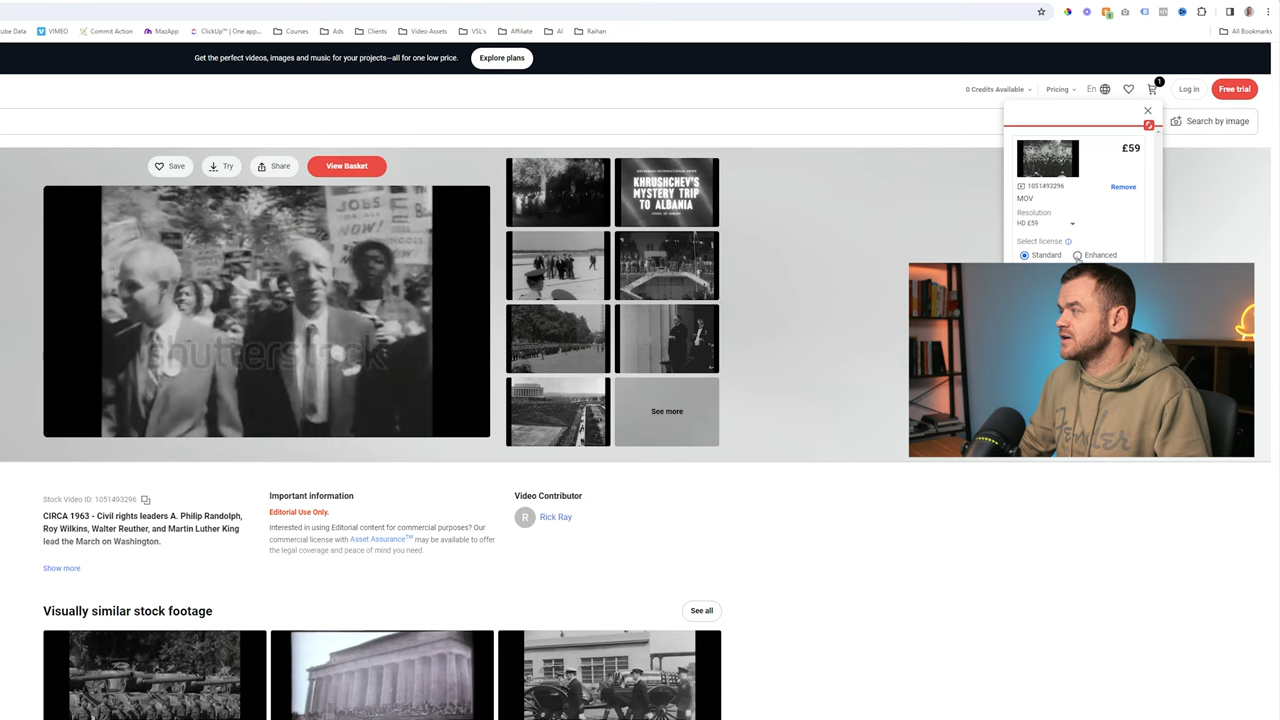 ube Data VIMEO Commit Action MazApp ClickUp™ | One app... Courses Ads Clients Video Assets VSL's Affiliate AI Raihan All Bookmarks
Get the perfect videos, images and music for your projects—all for one low price. Explore plans
0 Credits Available Pricing En 1 Log in Free trial
Search by image
Save Try Share View Basket
£59
1051493296 Remove
MOV
Resolution
HD £59
Select license
Standard Enhanced
JOBS
NOW!
shutterstock
KHRUSHCHEV'S
MYSTERY TRIP
TO ALBANIA
See more
Fender
Stock Video ID: 1051493296
CIRCA 1963 - Civil rights leaders A. Philip Randolph,
Roy Wilkins, Walter Reuther, and Martin Luther King
lead the March on Washington.
Show more
Important information
Editorial Use Only.
Interested in using Editorial content for commercial purposes? Our
commercial license with Asset Assurance™ may be available to offer
the legal coverage and peace of mind you need.
Video Contributor
R Rick Ray
Visually similar stock footage See all